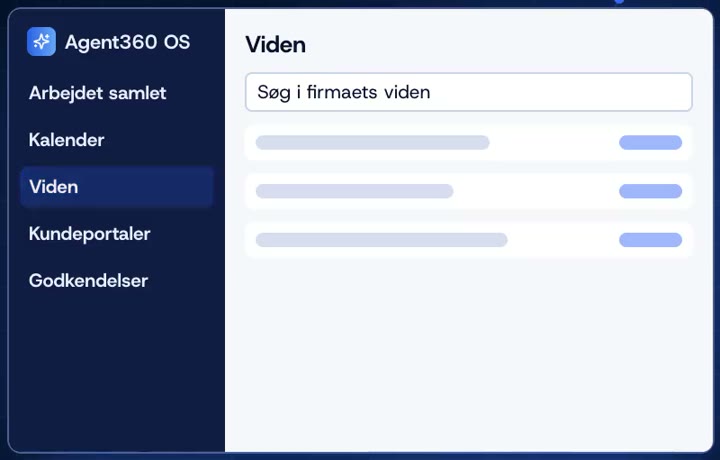 Agent360 OS
Arbejdet samlet
Kalender
Viden
Kundeportaler
Godkendelser
Viden
Søg i firmaets viden